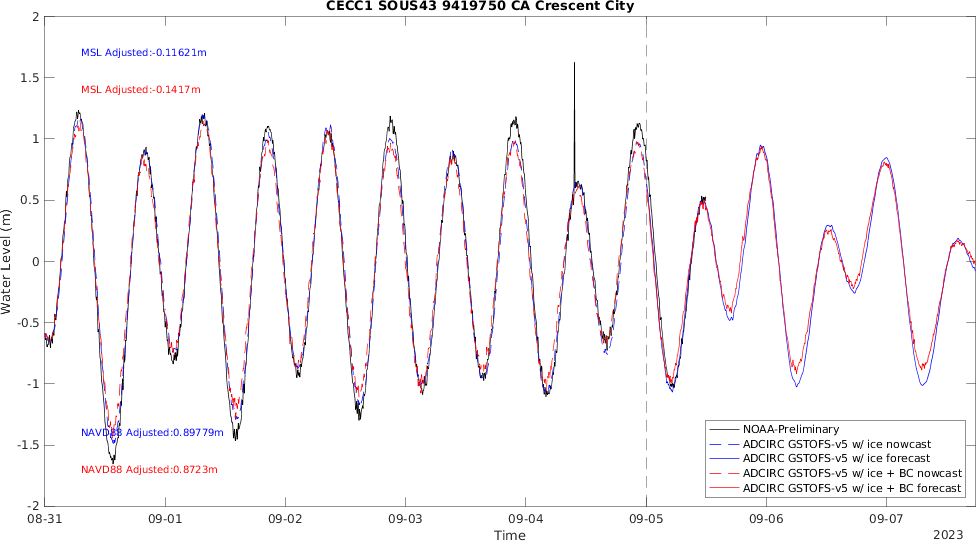 CECC1 SOUS43 9419750 CA Crescent City
2
1.5
1
0.5
0
-0.5
-1
-1.5
-2
Water Level (m)
MSL Adjusted:-0.11621m
MSL Adjusted:-0.1417m
NAVD88 Adjusted:0.89779m
NAVD88 Adjusted:0.8723m
NOAA-Preliminary
ADCIRC GSTOFS-v5 w/ ice nowcast
ADCIRC GSTOFS-v5 w/ ice forecast
ADCIRC GSTOFS-v5 w/ ice + BC nowcast
ADCIRC GSTOFS-v5 w/ ice + BC forecast
08-31 09-01 09-02 09-03 09-04 09-05 09-06 09-07
Time
2023